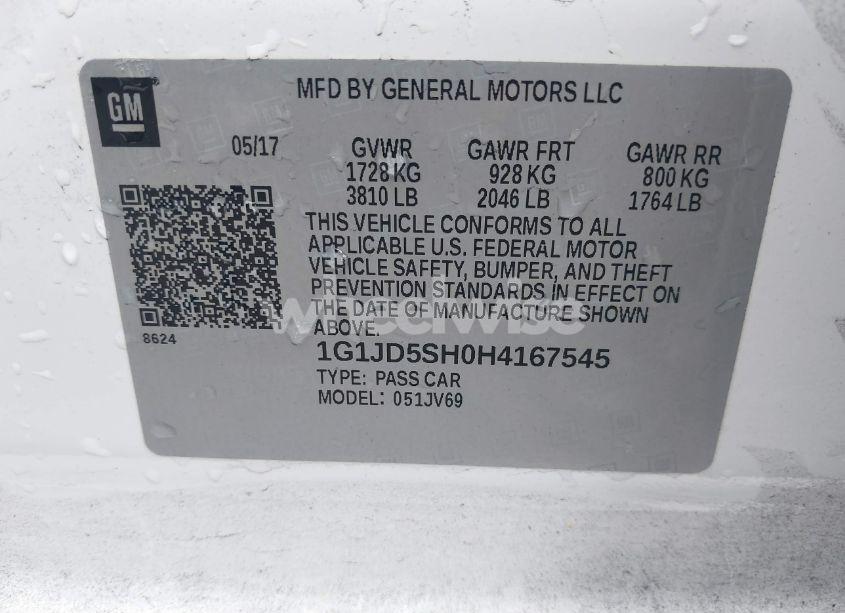 GM
MFD BY GENERAL MOTORS LLC
05/17
GVWR GAWR FRT GAWR RR
1728 KG 928 KG 800 KG
3810 LB 2046 LB 1764 LB
THIS VEHICLE CONFORMS TO ALL
APPLICABLE U.S. FEDERAL MOTOR
VEHICLE SAFETY, BUMPER, AND THEFT
PREVENTION STANDARDS IN EFFECT ON
THE DATE OF MANUFACTURE SHOWN
ABOVE.
wheelwise
8624
1G1JD5SH0H4167545
TYPE: PASS CAR
MODEL: 051JV69